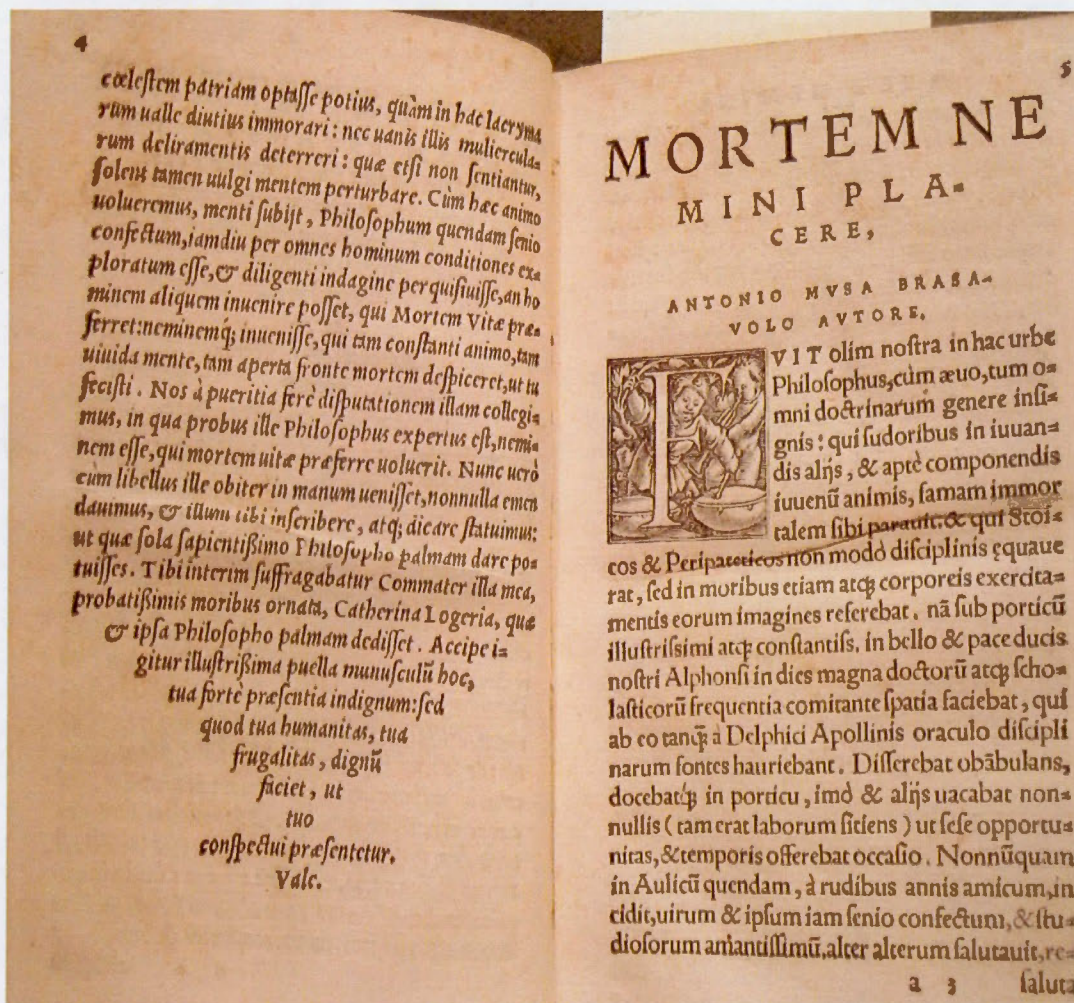 4
cœleſtem patriam optaſſe potius, quàm in hac lacryma
rum ualle diutius immorari: nec uanis illis muliercula-
rum deliramentis deterreri: quæ etſi non ſentiantur,
ſolent tamen uulgi mentem perturbare. Cùm hæc animo
uolueremus, menti ſubijt, Philoſophum quendam ſenio
confectum, iamdiu per omnes hominum conditiones ex-
ploratum eſſe, & diligenti indagine perquiſiuiſſe, an ho
minem aliquem inuenire poſſet, qui Mortem Vitæ præ-
ferret: neminemq́; inueniſſe, qui tam conſtanti animo, tam
uiuida mente, tam aperta fronte mortem deſpiceret, ut tu
feciſti. Nos à pueritia ferè diſputationem illam collegi-
mus, in qua probus ille Philoſophus expertus eſt, nemi-
nem eſſe, qui mortem uitæ præferre uoluerit. Nunc uerò
cùm libellus ille obiter in manum ueniſſet, nonnulla emen
dauimus, & illum tibi inſcribere, atq; dicare ſtatuimus:
ut quæ ſola ſapientißimo Philoſopho palmam dare po-
tuiſſes. Tibi interim ſuffragabatur Commater illa mea,
probatißimis moribus ornata, Catherina Logeria, quæ
& ipſa Philoſopho palmam dediſſet. Accipe i-
gitur illuſtrißima puella munuſculū hoc,
tua fortè præſentia indignum: ſed
quod tua humanitas, tua
frugalitas, dignū
faciet, ut
tuo
conſpectui præſentetur.
Vale.
5
MORTEM NE
MINI PLA-
CERE,
ANTONIO MVSA BRASA-
VOLO AVTORE.
FVIT olim noſtra in hac urbe
Philoſophus, cùm æuo, tum o-
mni doctrinarum genere inſi-
gnis: qui ſudoribus in iuuan-
dis alijs, & aptè componendis
iuuenū animis, famam immor
talem ſibi parauit: & qui Stoi-
cos & Peripateticos non modò diſciplinis ęquaue
rat, ſed in moribus etiam atq; corporeis exercita-
mentis eorum imagines referebat. nā ſub porticū
illuſtriſſimi atq; conſtantiſs. in bello & pace ducis
noſtri Alphonſi in dies magna doctorū atq; ſcho-
laſticorū frequentia comitante ſpatia faciebat, qui
ab eo tanq̃ à Delphici Apollinis oraculo diſcipli
narum fontes hauriebant. Diſſerebat obābulans,
docebatq́; in porticu, imò & alijs uacabat non-
nullis (tam erat laborum ſitiens) ut ſeſe opportu-
nitas, & temporis offerebat occaſio. Nonnūquam
in Aulicū quendam, à rudibus annis amicum, in
cidit, uirum & ipſum iam ſenio confectum, & ſtu-
dioſorum amantiſſimū, alter alterum ſalutauit, re-
a 3 ſaluta